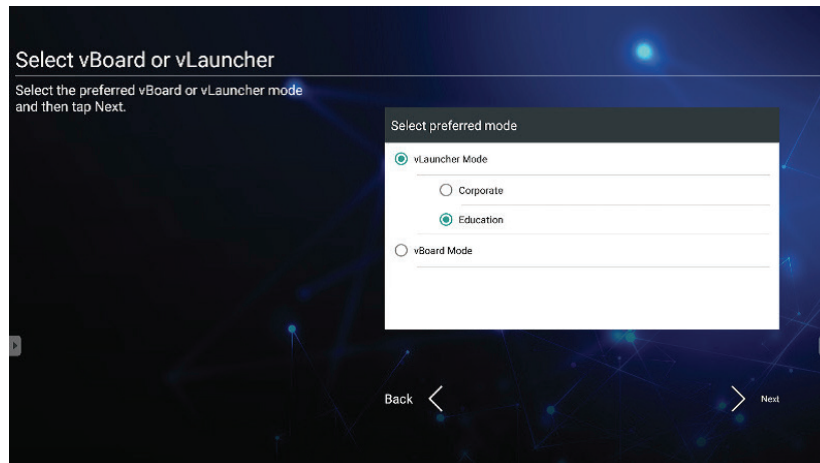 Select vBoard or vLauncher
Select the preferred vBoard or vLauncher mode
and then tap Next.
Select preferred mode
vLauncher Mode
Corporate
Education
vBoard Mode
Back
Next